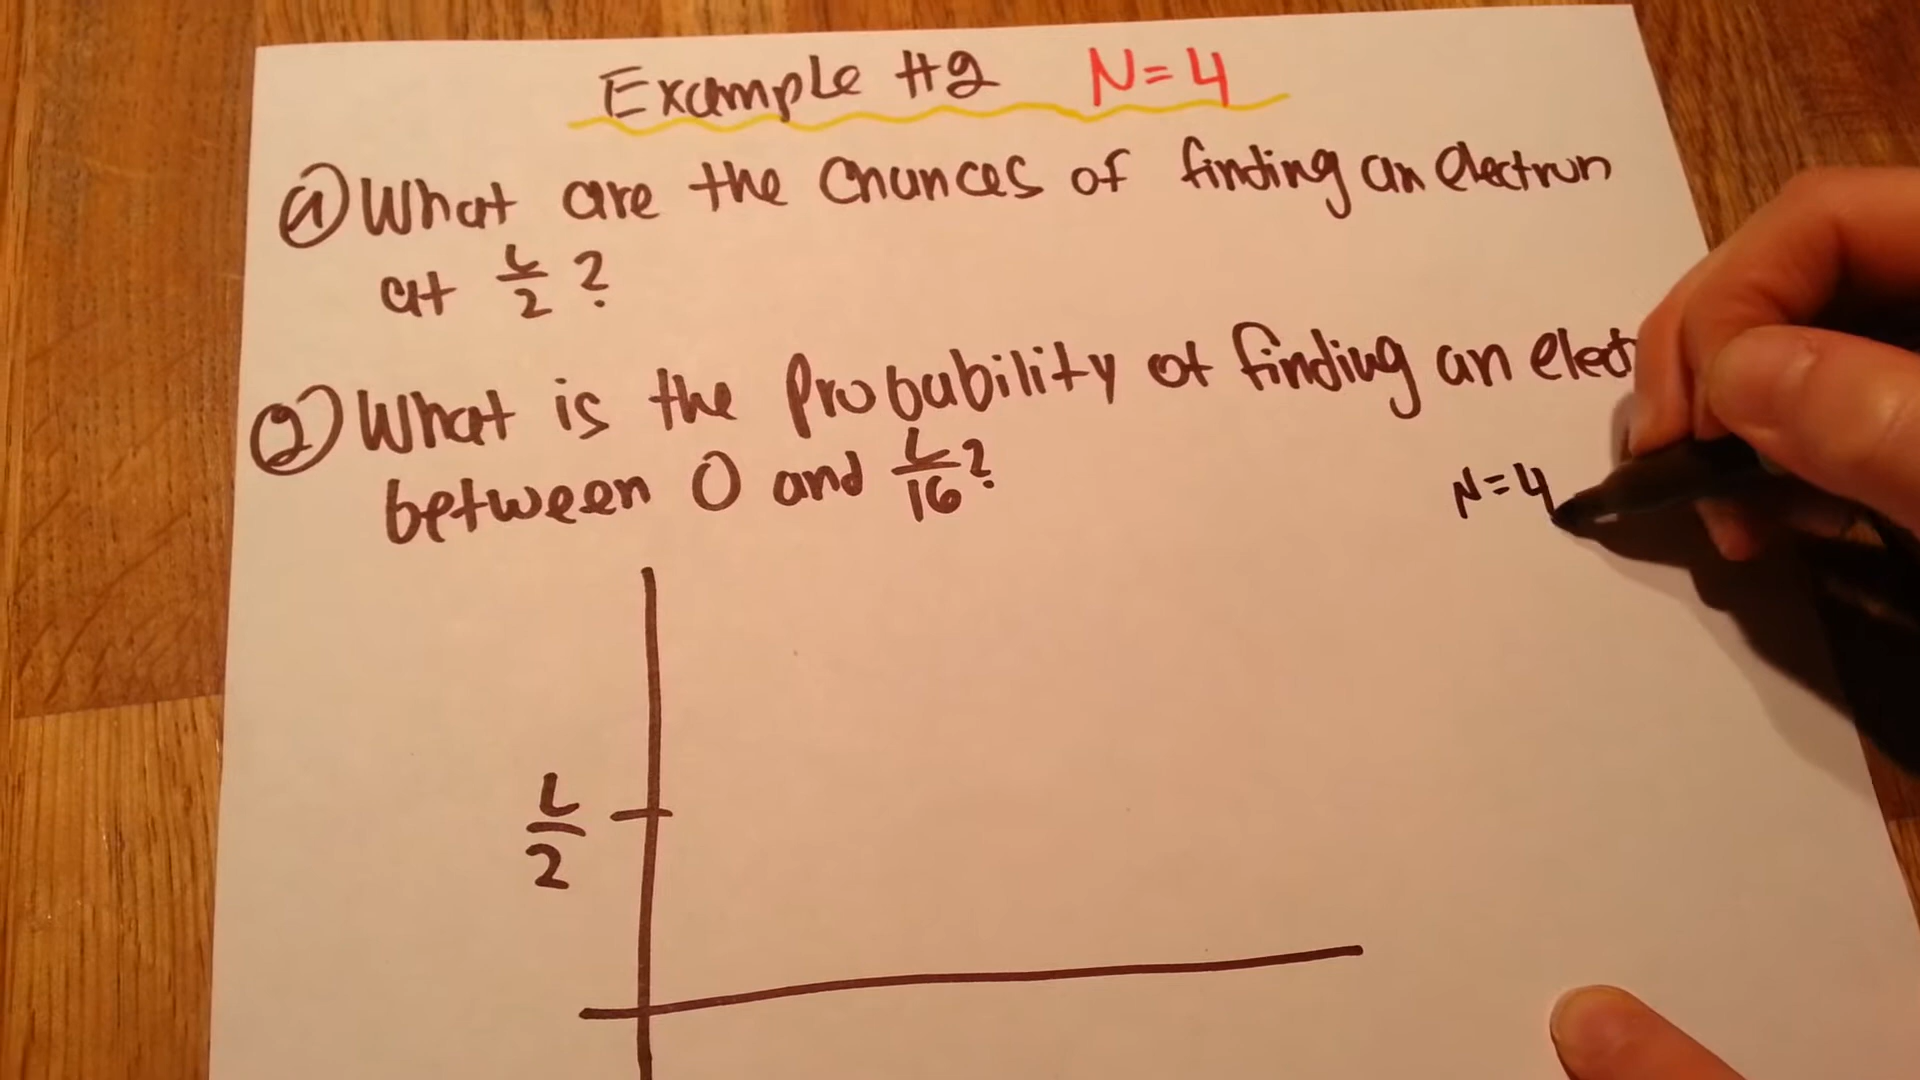 Example #2 N=4
① What are the chances of finding an electron
at L/2 ?
② What is the Probability of finding an elect
between 0 and L/16 ?
N=4
L/2